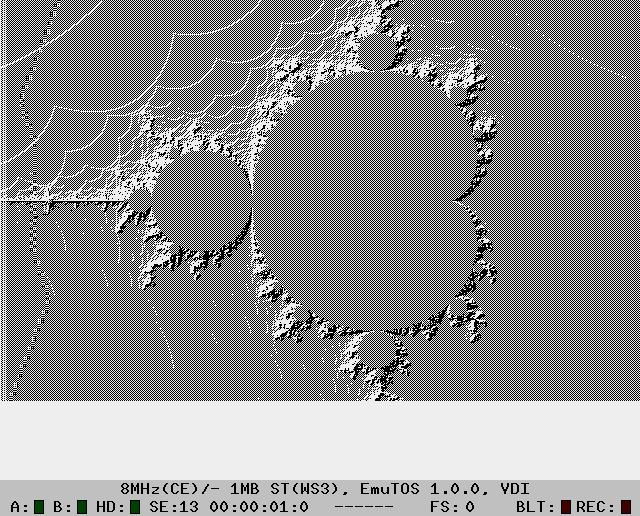 8MHz(CE)/- 1MB ST(WS3), EmuTOS 1.0.0, VDI
A: B: HD: SE:13 00:00:01:0 ------ FS: 0 BLT: REC: